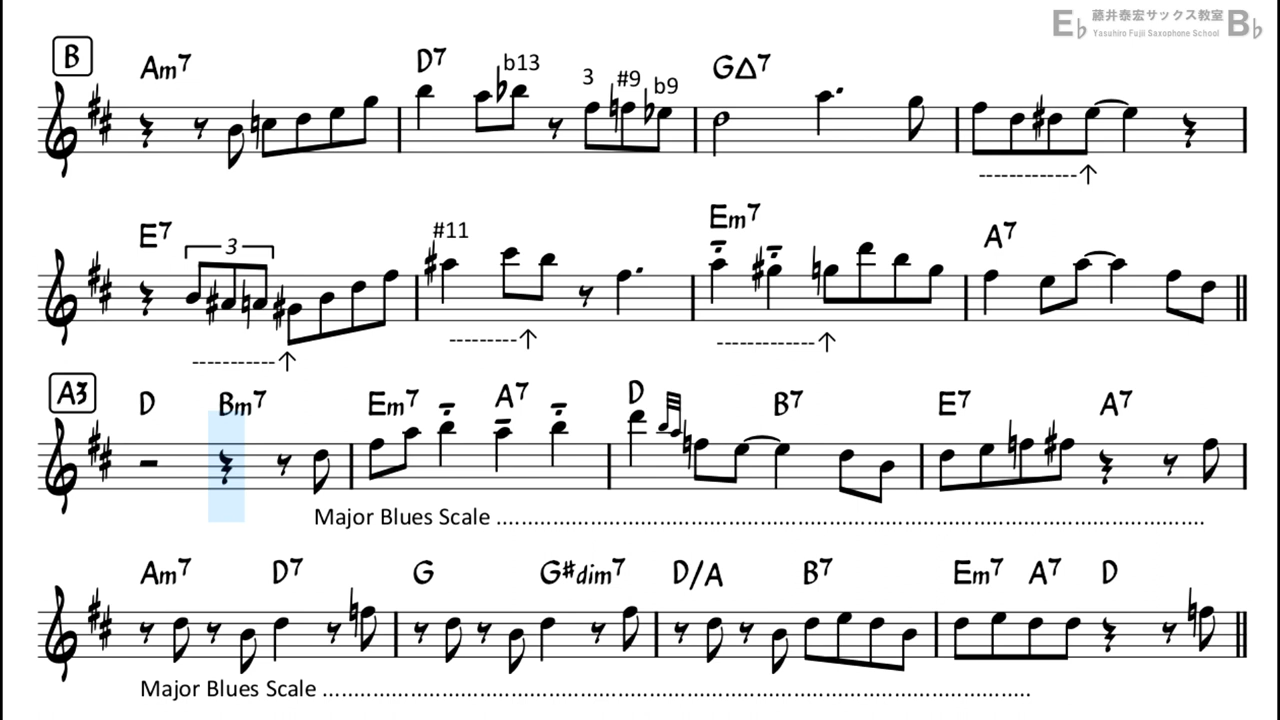 E♭ 藤井泰宏サックス教室 B♭
Yasuhiro Fujii Saxophone School
B
Am7 D7 b13 3 #9 b9 G△7
-------------↑
E7 3 #11 Em7 A7
-----------↑ ---------↑ -------------↑
A3
D Bm7 Em7 A7 D B7 E7 A7
Major Blues Scale ....................................................................................
Am7 D7 G G#dim7 D/A B7 Em7 A7 D
Major Blues Scale ....................................................................................